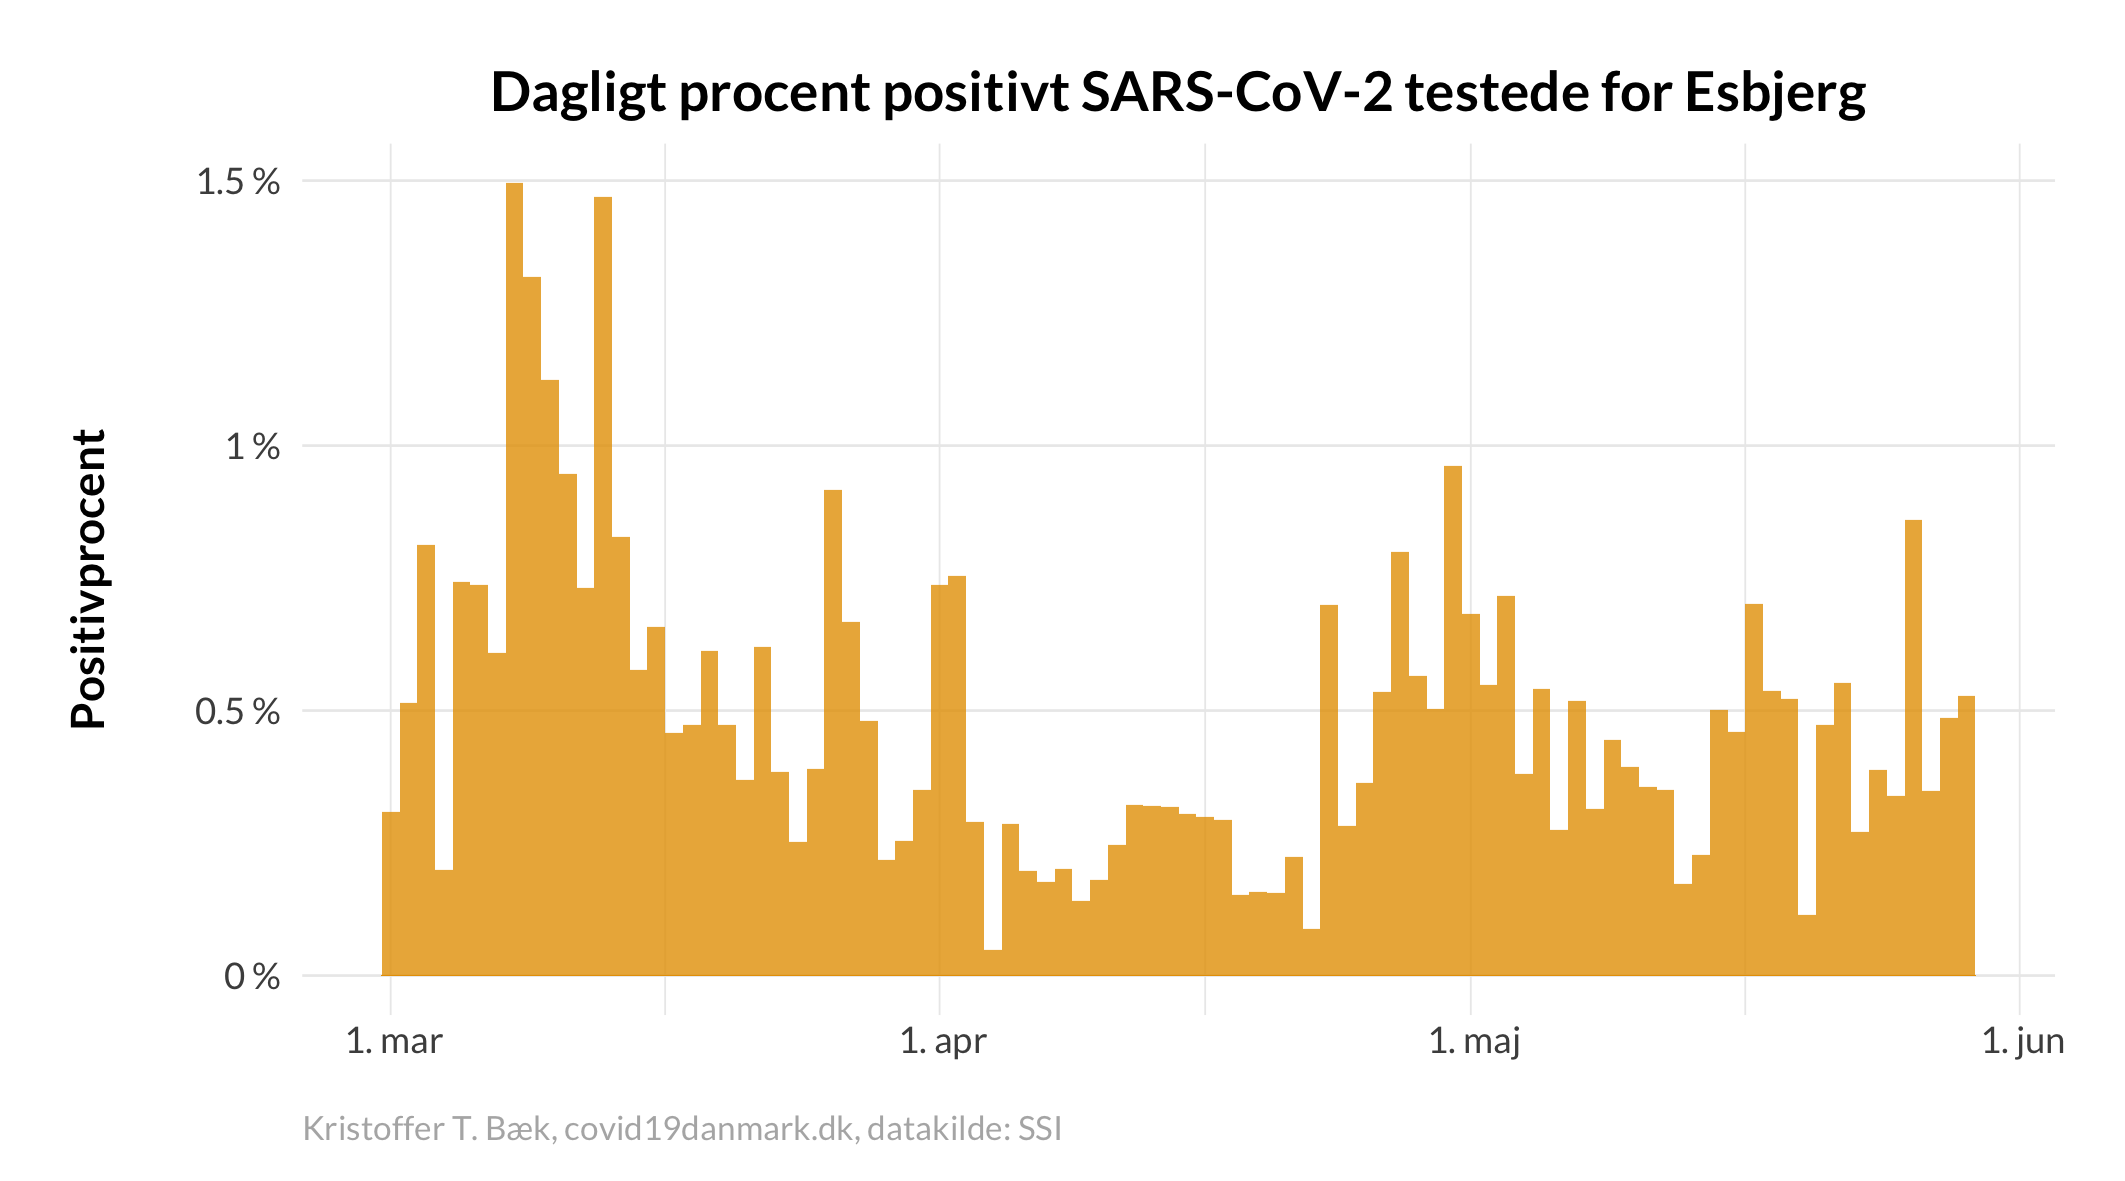 Dagligt procent positivt SARS-CoV-2 testede for Esbjerg
Positivprocent
1.5 %
1 %
0.5 %
0 %
1. mar
1. apr
1. maj
1. jun
Kristoffer T. Bæk, covid19danmark.dk, datakilde: SSI